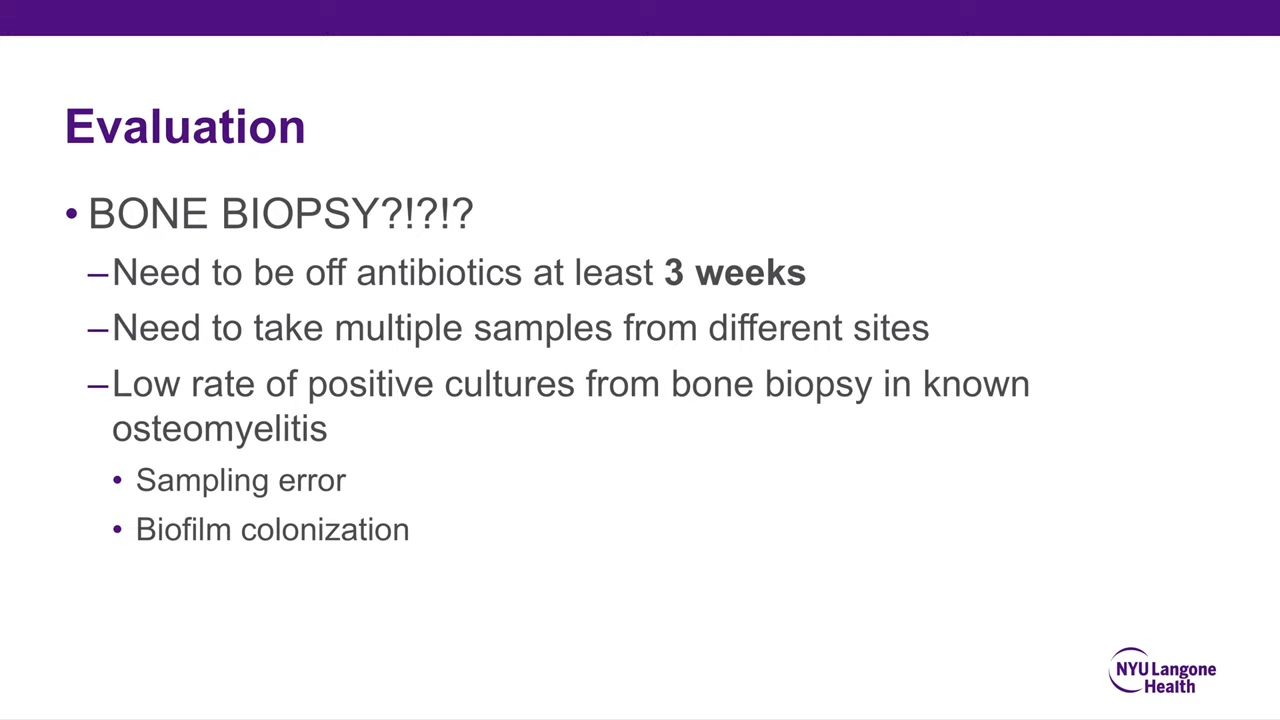 Evaluation
• BONE BIOPSY?!?!?
–Need to be off antibiotics at least 3 weeks
–Need to take multiple samples from different sites
–Low rate of positive cultures from bone biopsy in known
osteomyelitis
• Sampling error
• Biofilm colonization
NYU Langone
Health